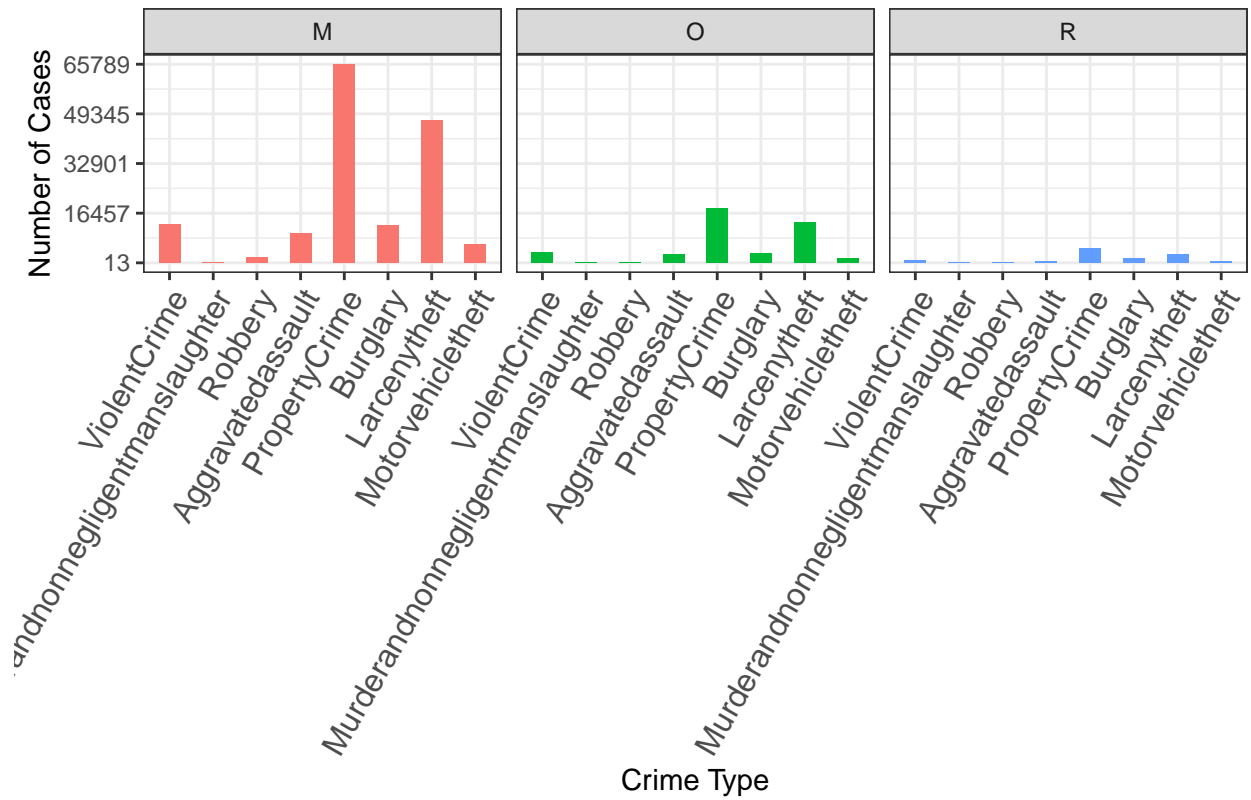 M
O
R
Number of Cases
65789
49345
32901
16457
13
ViolentCrime
andnonnegligentmanslaughter
Robbery
Aggravatedassault
PropertyCrime
Burglary
Larcenytheft
Motorvehicletheft
ViolentCrime
Murderandnonnegligentmanslaughter
Robbery
Aggravatedassault
PropertyCrime
Burglary
Larcenytheft
Motorvehicletheft
ViolentCrime
Murderandnonnegligentmanslaughter
Robbery
Aggravatedassault
PropertyCrime
Burglary
Larcenytheft
Motorvehicletheft
Crime Type